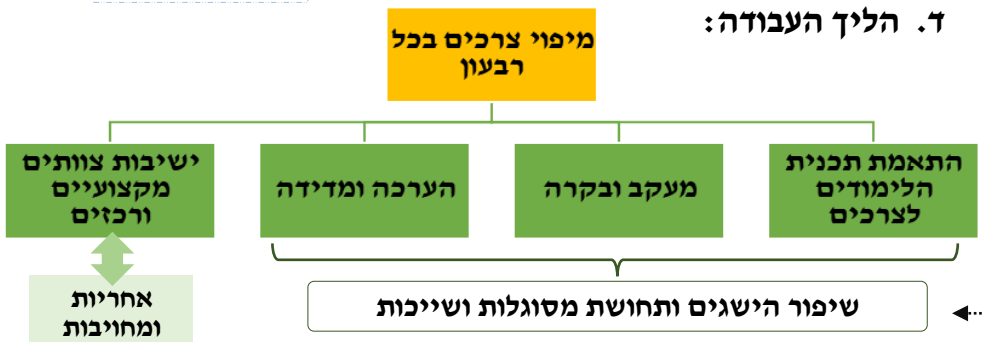 ד. הליך העבודה:
מיפוי צרכים בכל
רבעון
התאמת תכנית
הלימודים
לצרכים
מעקב ובקרה
הערכה ומדידה
ישיבות צוותים
מקצועיים
ורכזים
שיפור הישגים ותחושת מסוגלות ושייכות
אחריות
ומחויבות